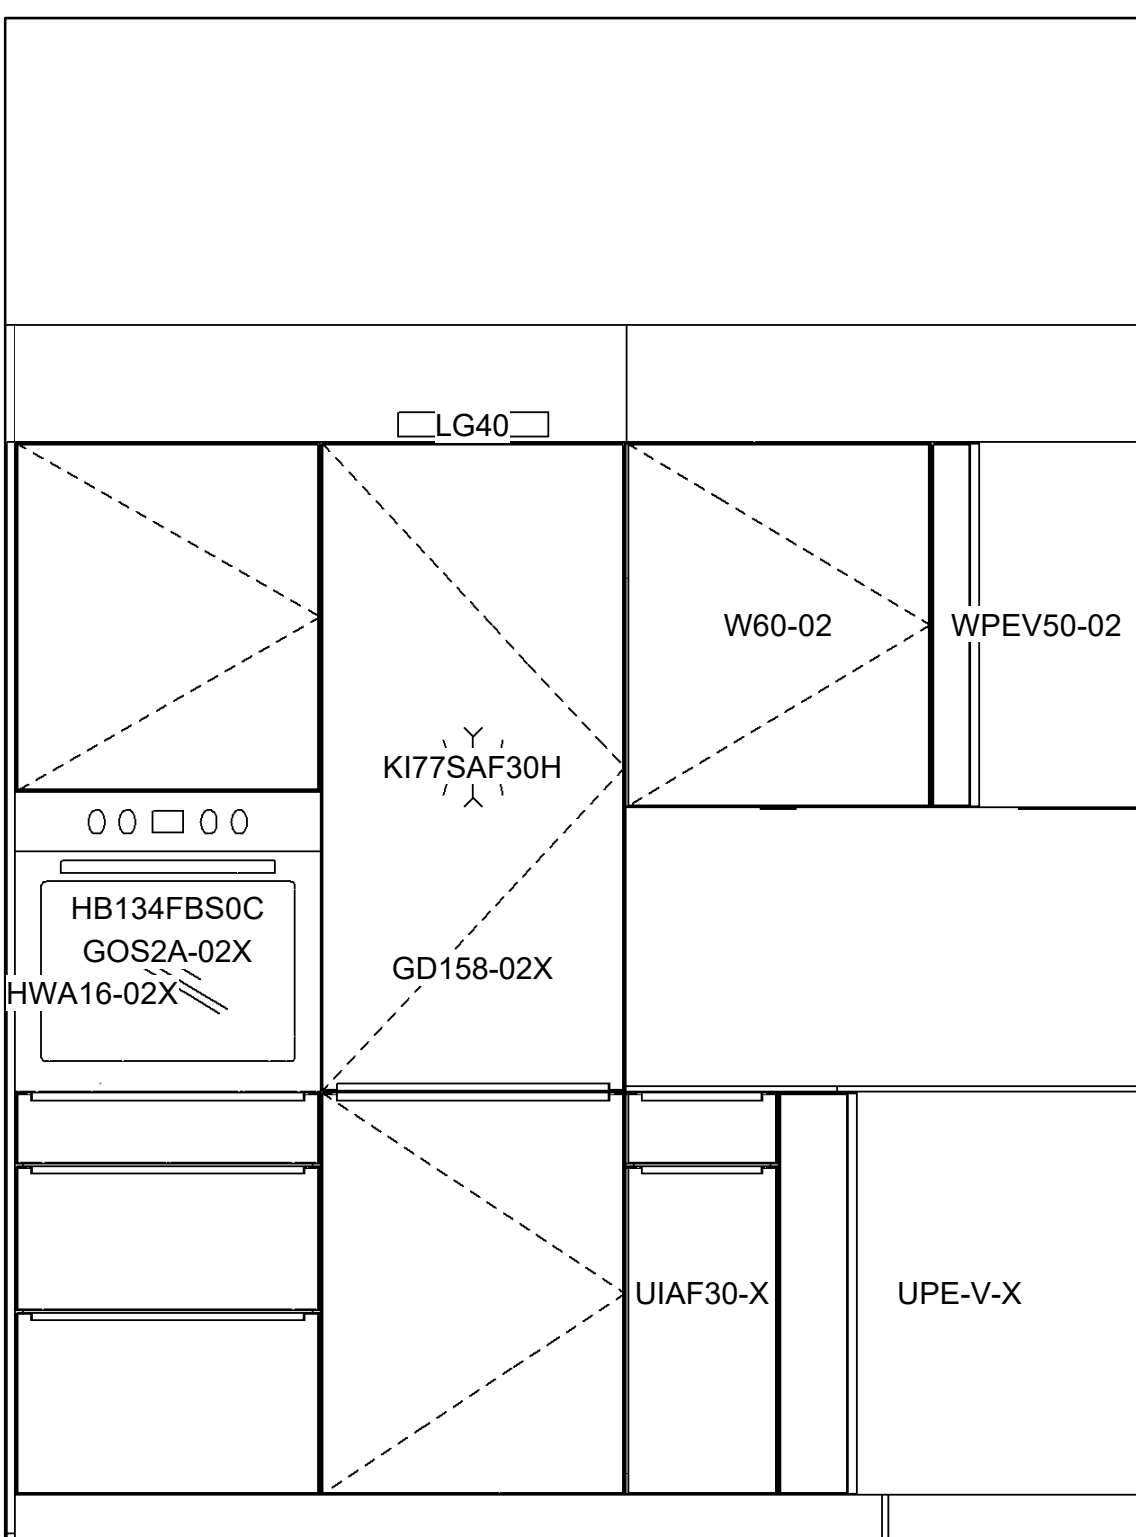 LG40
W60-02
WPEV50-02
KI77SAF30H
HB134FBS0C
GOS2A-02X
GD158-02X
HWA16-02X
UIAF30-X
UPE-V-X